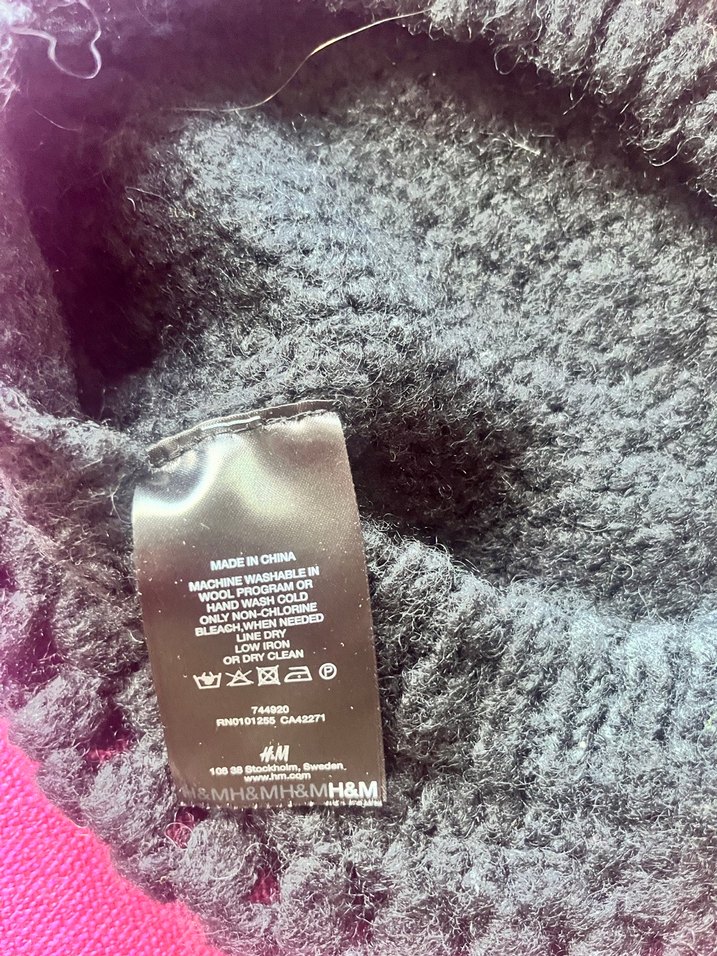 MADE IN CHINA
MACHINE WASHABLE IN
WOOL PROGRAM OR
HAND WASH COLD
ONLY NON-CHLORINE
BLEACH,WHEN NEEDED
LINE DRY
LOW IRON
OR DRY CLEAN
P
744920
RN0101255 CA42271
H&M
106 38 Stockholm, Sweden,
www.hm.com
H&MH&MH&MH&M